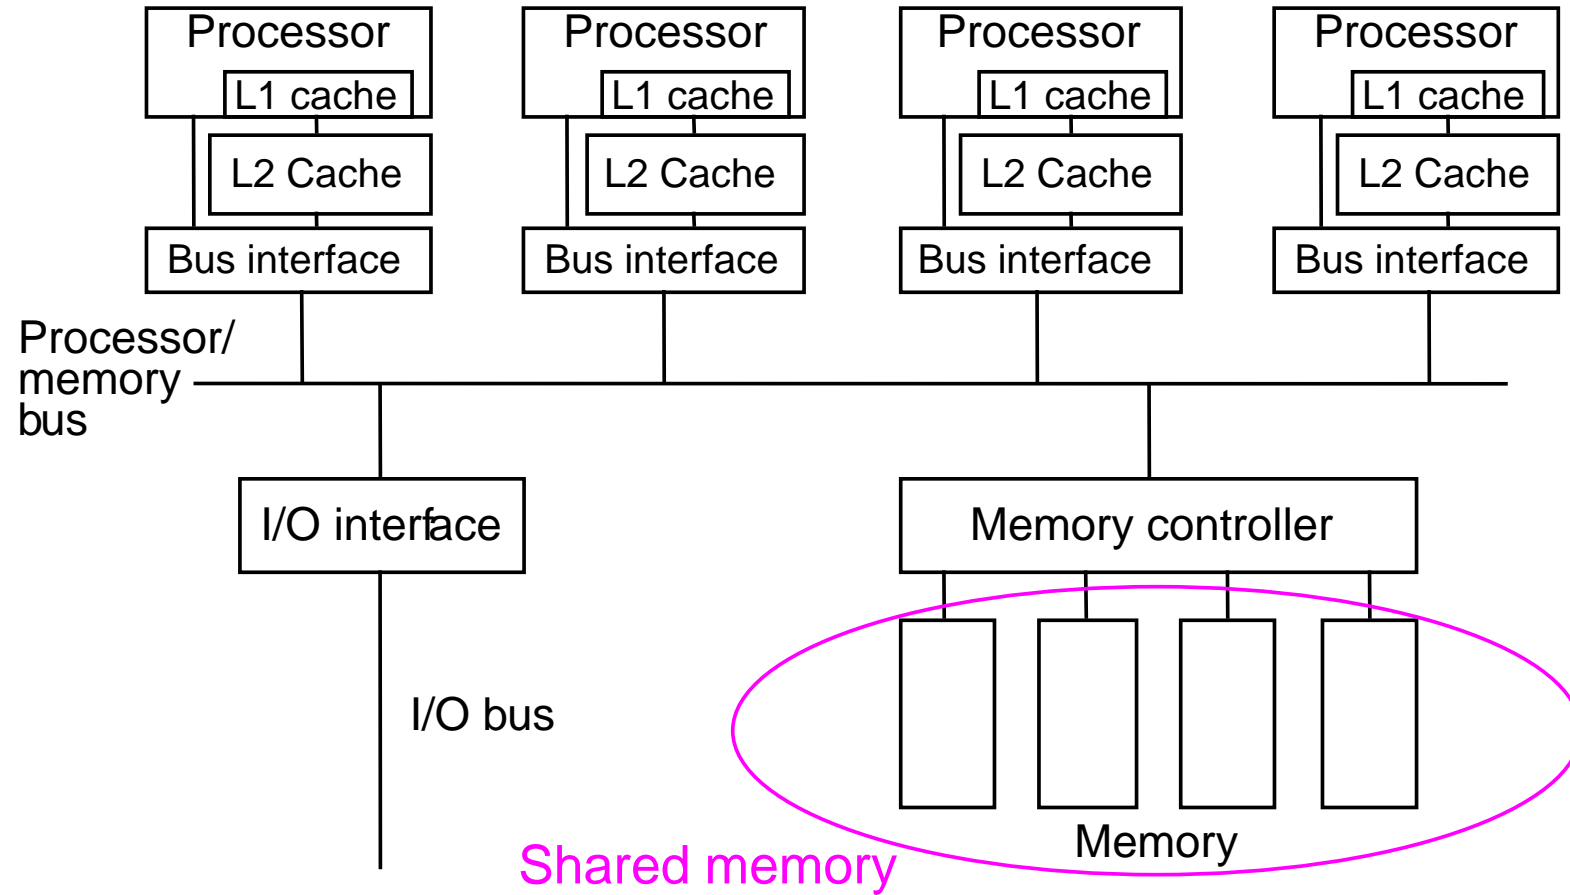 Processor Processor Processor Processor
L1 cache L1 cache L1 cache L1 cache
L2 Cache L2 Cache L2 Cache L2 Cache
Bus interface Bus interface Bus interface Bus interface
Processor/
memory
bus
I/O interface Memory controller
I/O bus
Memory
Shared memory